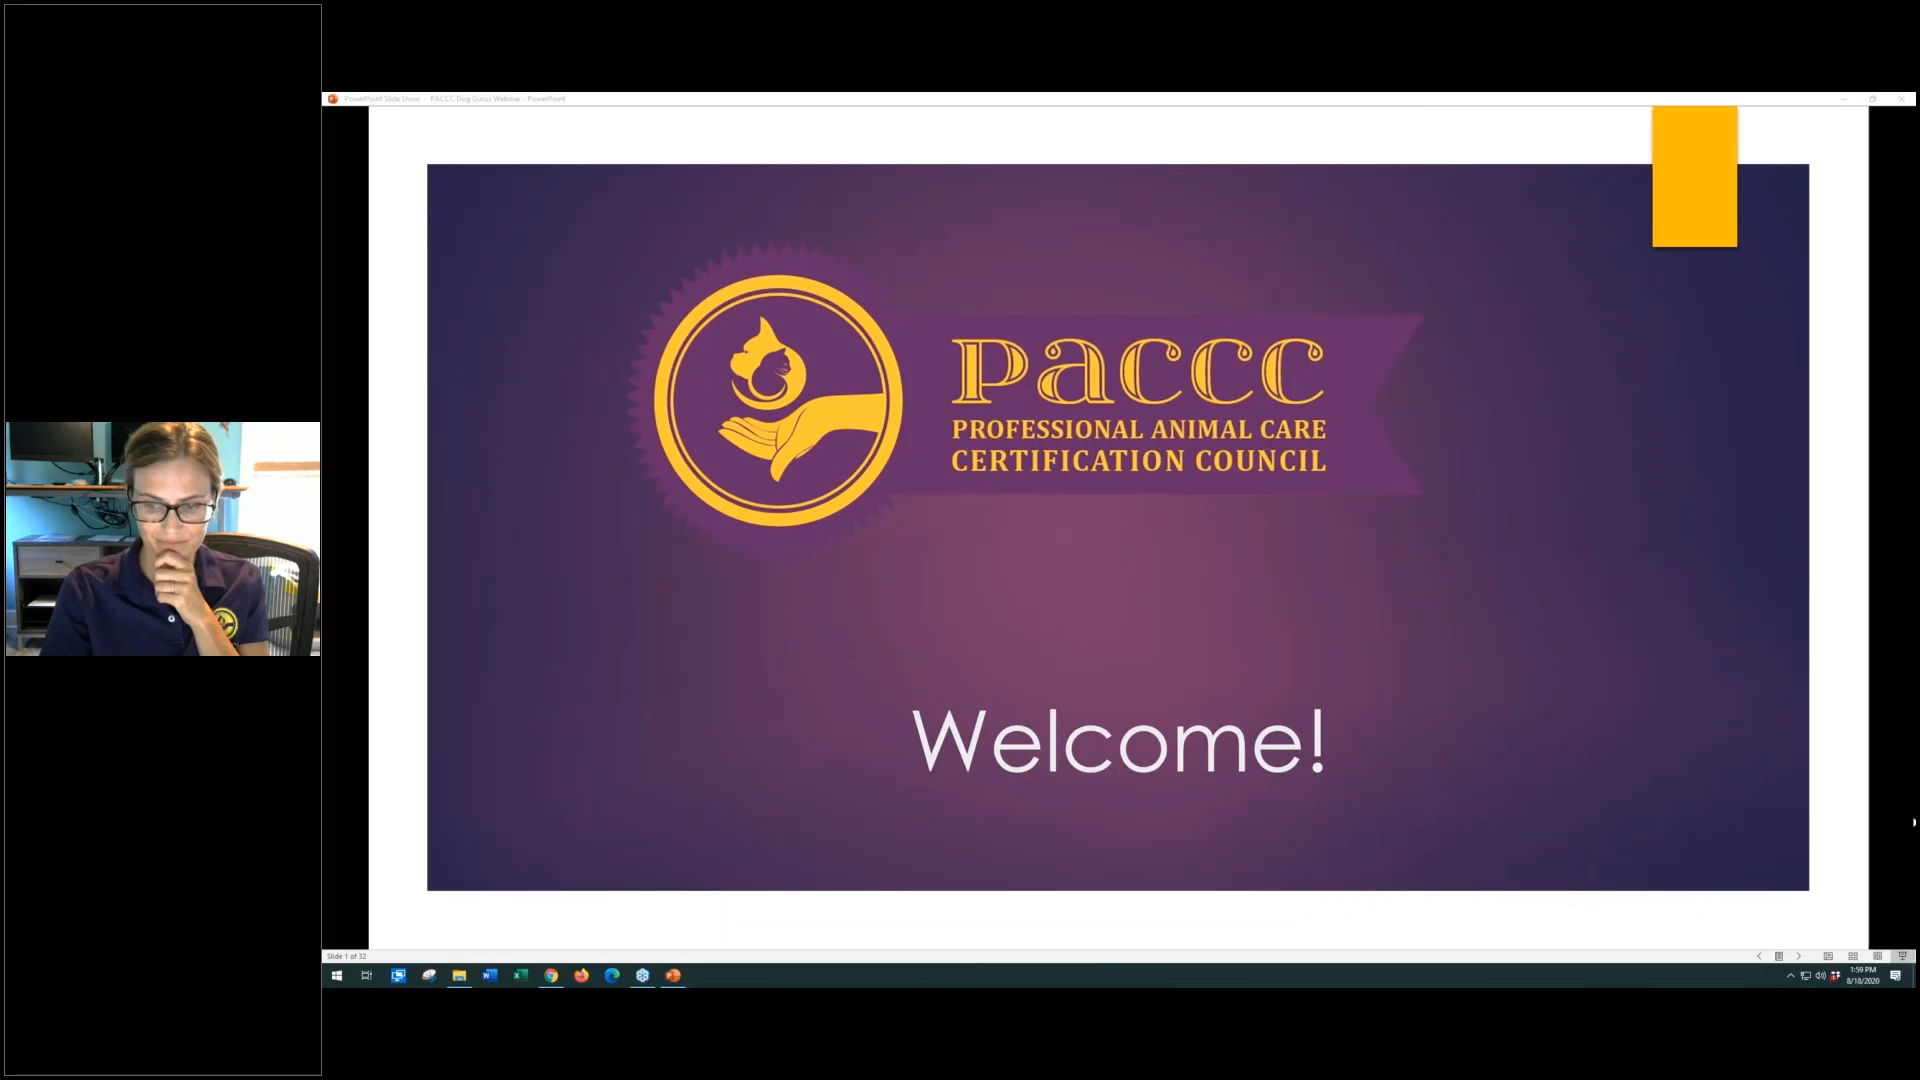 PowerPoint Slide Show - PACCC Dog Gurus Webinar - PowerPoint
PACCC
PROFESSIONAL ANIMAL CARE
CERTIFICATION COUNCIL
Welcome!
Slide 1 of 32
1:59 PM
8/18/2020